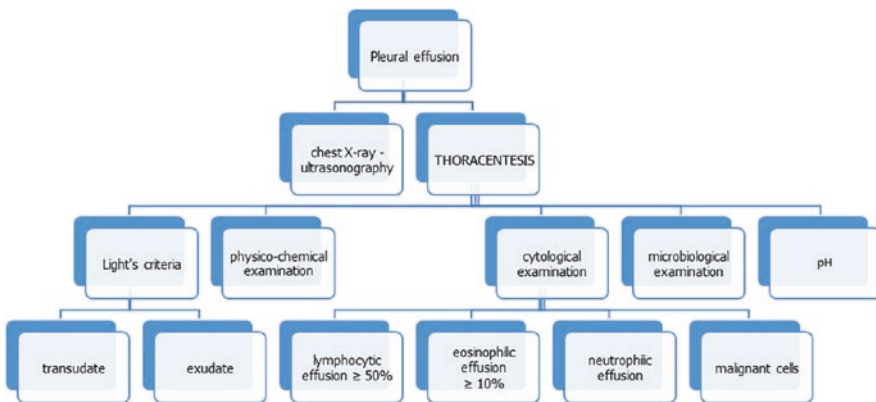 Pleural effusion
chest X-ray -
ultrasonography
THORACENTESIS
Light's criteria
physico-chemical
examination
cytological
examination
microbiological
examination
pH
transudate
exudate
lymphocytic
effusion ≥ 50%
eosinophilic
effusion
≥ 10%
neutrophilic
effusion
malignant cells